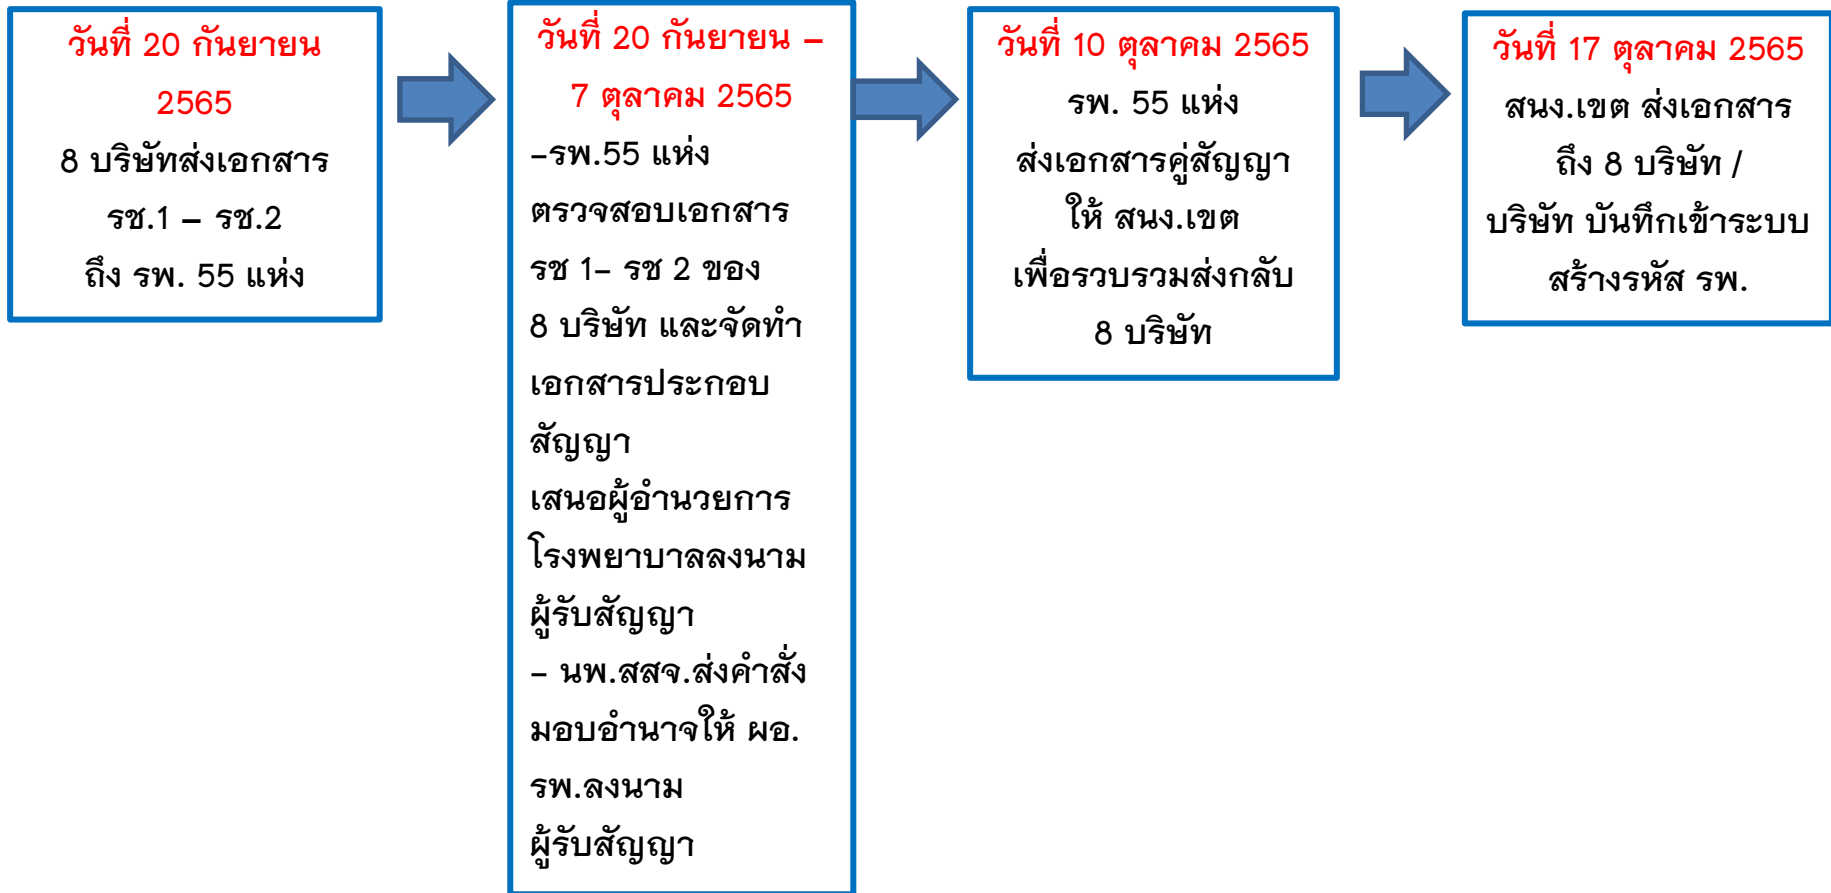 วันที่ 20 กันยายน
2565
8 บริษัทส่งเอกสาร
รช.1 – รช.2
ถึง รพ. 55 แห่ง
วันที่ 20 กันยายน –
7 ตุลาคม 2565
-รพ.55 แห่ง
ตรวจสอบเอกสาร
รช 1– รช 2 ของ
8 บริษัท และจัดทำ
เอกสารประกอบ
สัญญา
เสนอผู้อำนวยการ
โรงพยาบาลลงนาม
ผู้รับสัญญา
- นพ.สสจ.ส่งคำสั่ง
มอบอำนาจให้ ผอ.
รพ.ลงนาม
ผู้รับสัญญา
วันที่ 10 ตุลาคม 2565
รพ. 55 แห่ง
ส่งเอกสารคู่สัญญา
ให้ สนง.เขต
เพื่อรวบรวมส่งกลับ
8 บริษัท
วันที่ 17 ตุลาคม 2565
สนง.เขต ส่งเอกสาร
ถึง 8 บริษัท /
บริษัท บันทึกเข้าระบบ
สร้างรหัส รพ.